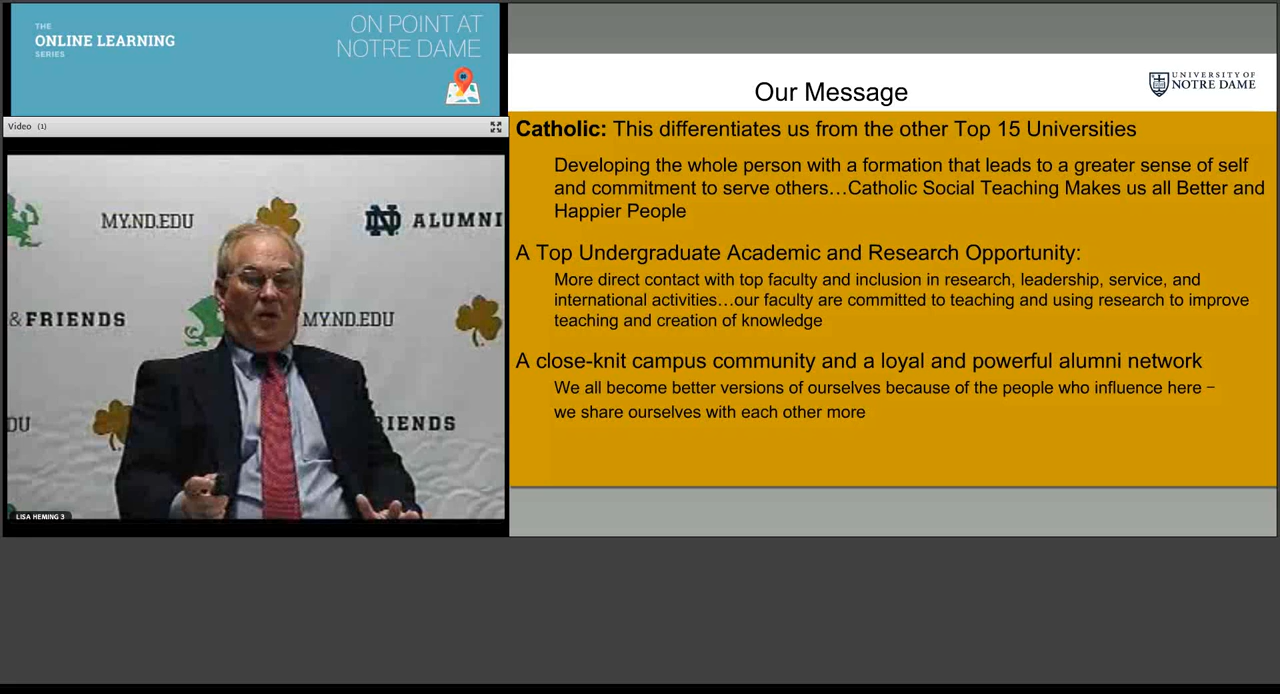 THE
ONLINE LEARNING
SERIES
ON POINT AT
NOTRE DAME
Video (1)
MY.ND.EDU
ND ALUMNI
& FRIENDS
MY.ND.EDU
DU
RIENDS
LISA HEMING 3
Our Message
UNIVERSITY OF
NOTRE DAME
Catholic: This differentiates us from the other Top 15 Universities
Developing the whole person with a formation that leads to a greater sense of self
and commitment to serve others…Catholic Social Teaching Makes us all Better and
Happier People
A Top Undergraduate Academic and Research Opportunity:
More direct contact with top faculty and inclusion in research, leadership, service, and
international activities…our faculty are committed to teaching and using research to improve
teaching and creation of knowledge
A close-knit campus community and a loyal and powerful alumni network
We all become better versions of ourselves because of the people who influence here –
we share ourselves with each other more